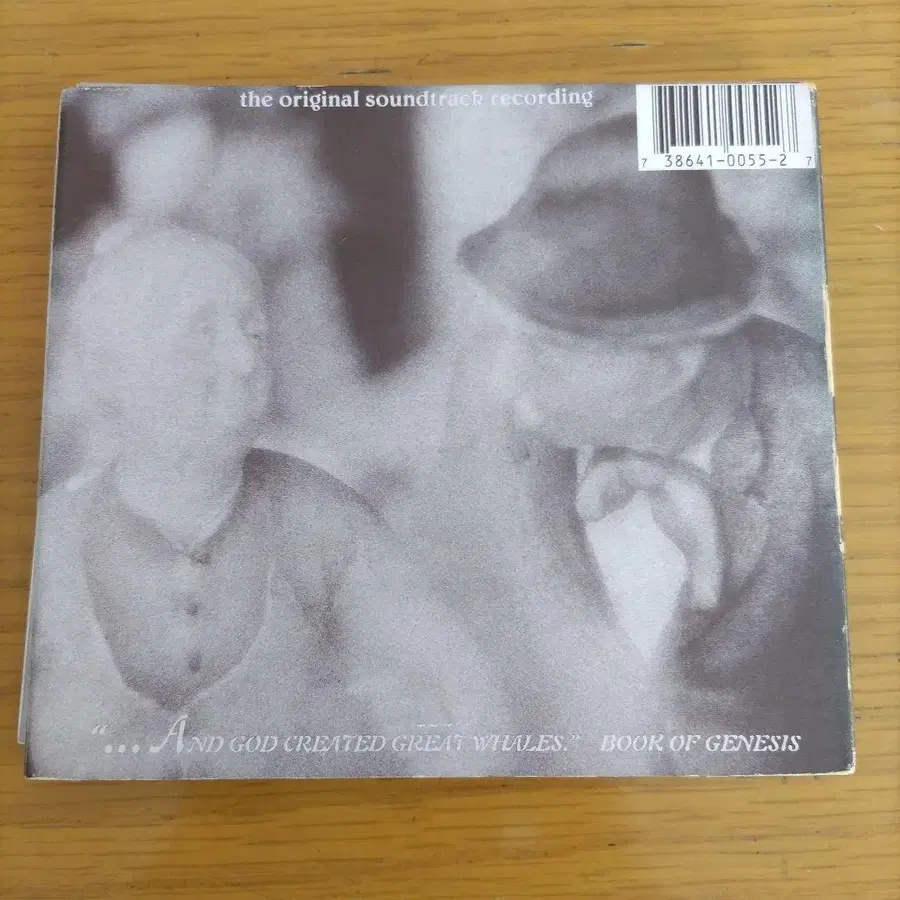 the original soundtrack recording
7 38641-0055-2 7
"... AND GOD CREATED GREAT WHALES." BOOK OF GENESIS